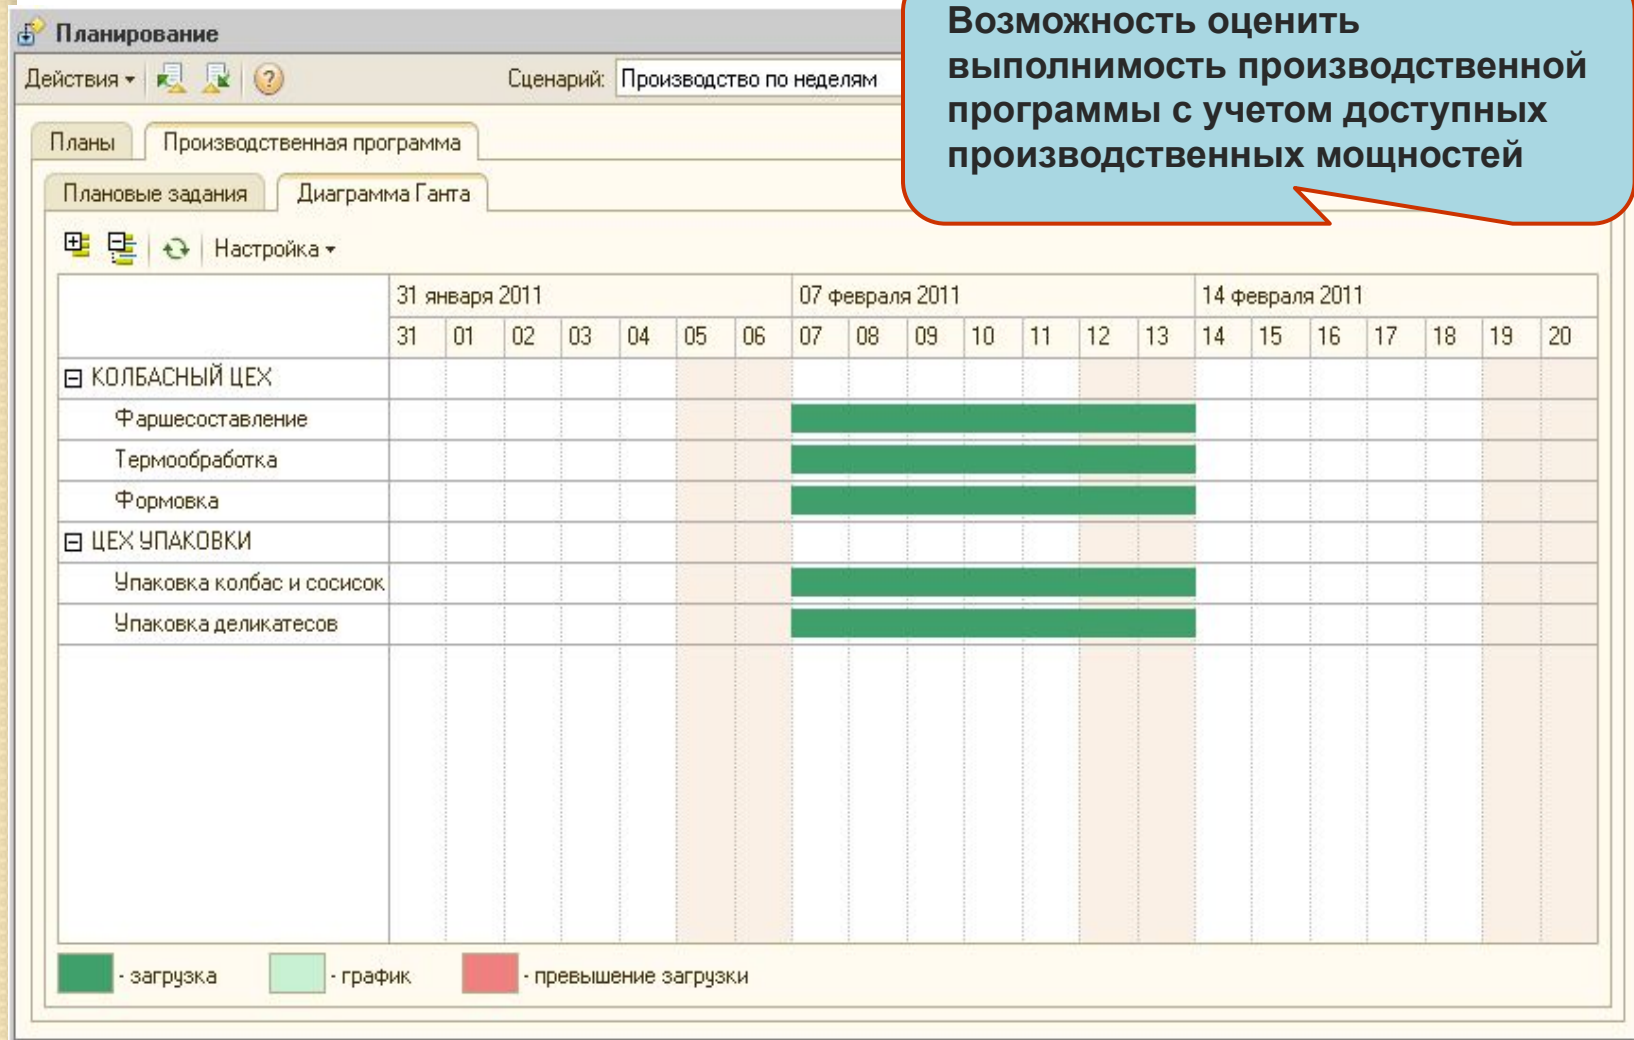 Планирование
Возможность оценить
выполнимость производственной
программы с учетом доступных
производственных мощностей
Действия
Сценарий: Производство по неделям
Планы Производственная программа
Плановые задания Диаграмма Ганта
Настройка
31 января 2011 07 февраля 2011 14 февраля 2011
31 01 02 03 04 05 06 07 08 09 10 11 12 13 14 15 16 17 18 19 20
КОЛБАСНЫЙ ЦЕХ
Фаршесоставление
Термообработка
Формовка
ЦЕХ УПАКОВКИ
Упаковка колбас и сосисок
Упаковка деликатесов
- загрузка - график - превышение загрузки